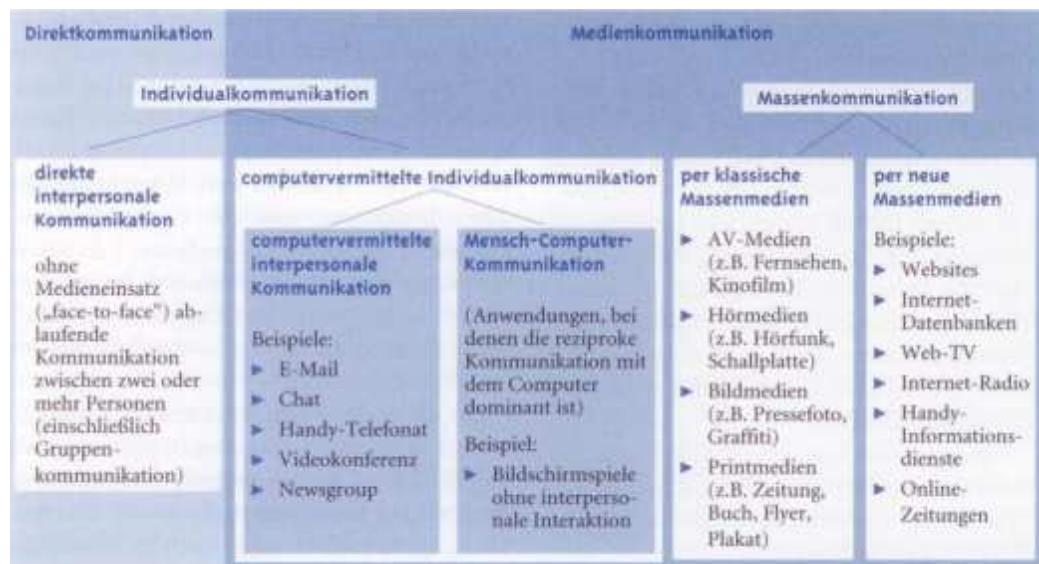 Direktkommunikation
Medienkommunikation
Individualkommunikation
Massenkommunikation
direkte
interpersonale
Kommunikation
ohne
Medieneinsatz
(„face-to-face") ab-
laufende
Kommunikation
zwischen zwei oder
mehr Personen
(einschließlich
Gruppen-
kommunikation)
computervermittelte Individualkommunikation
computervermittelte
interpersonale
Kommunikation
Beispiele:
► E-Mail
► Chat
► Handy-Telefonat
► Videokonferenz
► Newsgroup
Mensch-Computer-
Kommunikation
(Anwendungen, bei
denen die reziproke
Kommunikation mit
dem Computer
dominant ist)
Beispiel:
► Bildschirmspiele
ohne interperso-
nale Interaktion
per klassische
Massenmedien
► AV-Medien
(z.B. Fernsehen,
Kinofilm)
► Hörmedien
(z.B. Hörfunk,
Schallplatte)
► Bildmedien
(z.B. Pressefoto,
Graffiti)
► Printmedien
(z.B. Zeitung,
Buch, Flyer,
Plakat)
per neue
Massenmedien
Beispiele:
► Websites
► Internet-
Datenbanken
► Web-TV
► Internet-Radio
► Handy-
Informations-
dienste
► Online-
Zeitungen